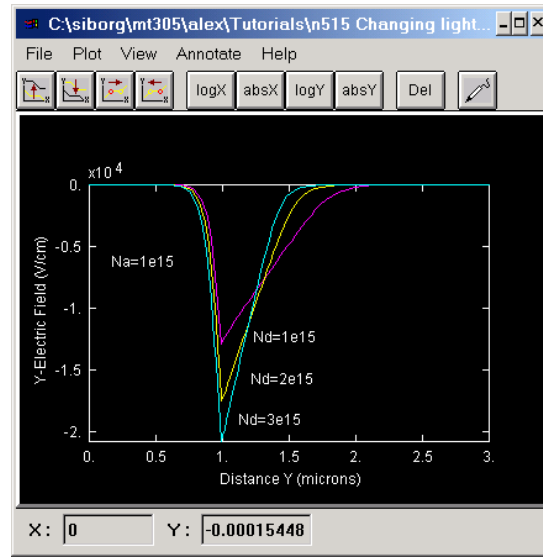 C:\siborg\mt305\alex\Tutorials\n515 Changing light...
File Plot View Annotate Help
logX absX logY absY Del
x10 4
0.
-0.5
-1.
-1.5
-2.
Y-Electric Field (V/cm)
Na=1e15
Nd=1e15
Nd=2e15
Nd=3e15
0. 0.5 1. 1.5 2. 2.5 3.
Distance Y (microns)
X: 0 Y: -0.00015448